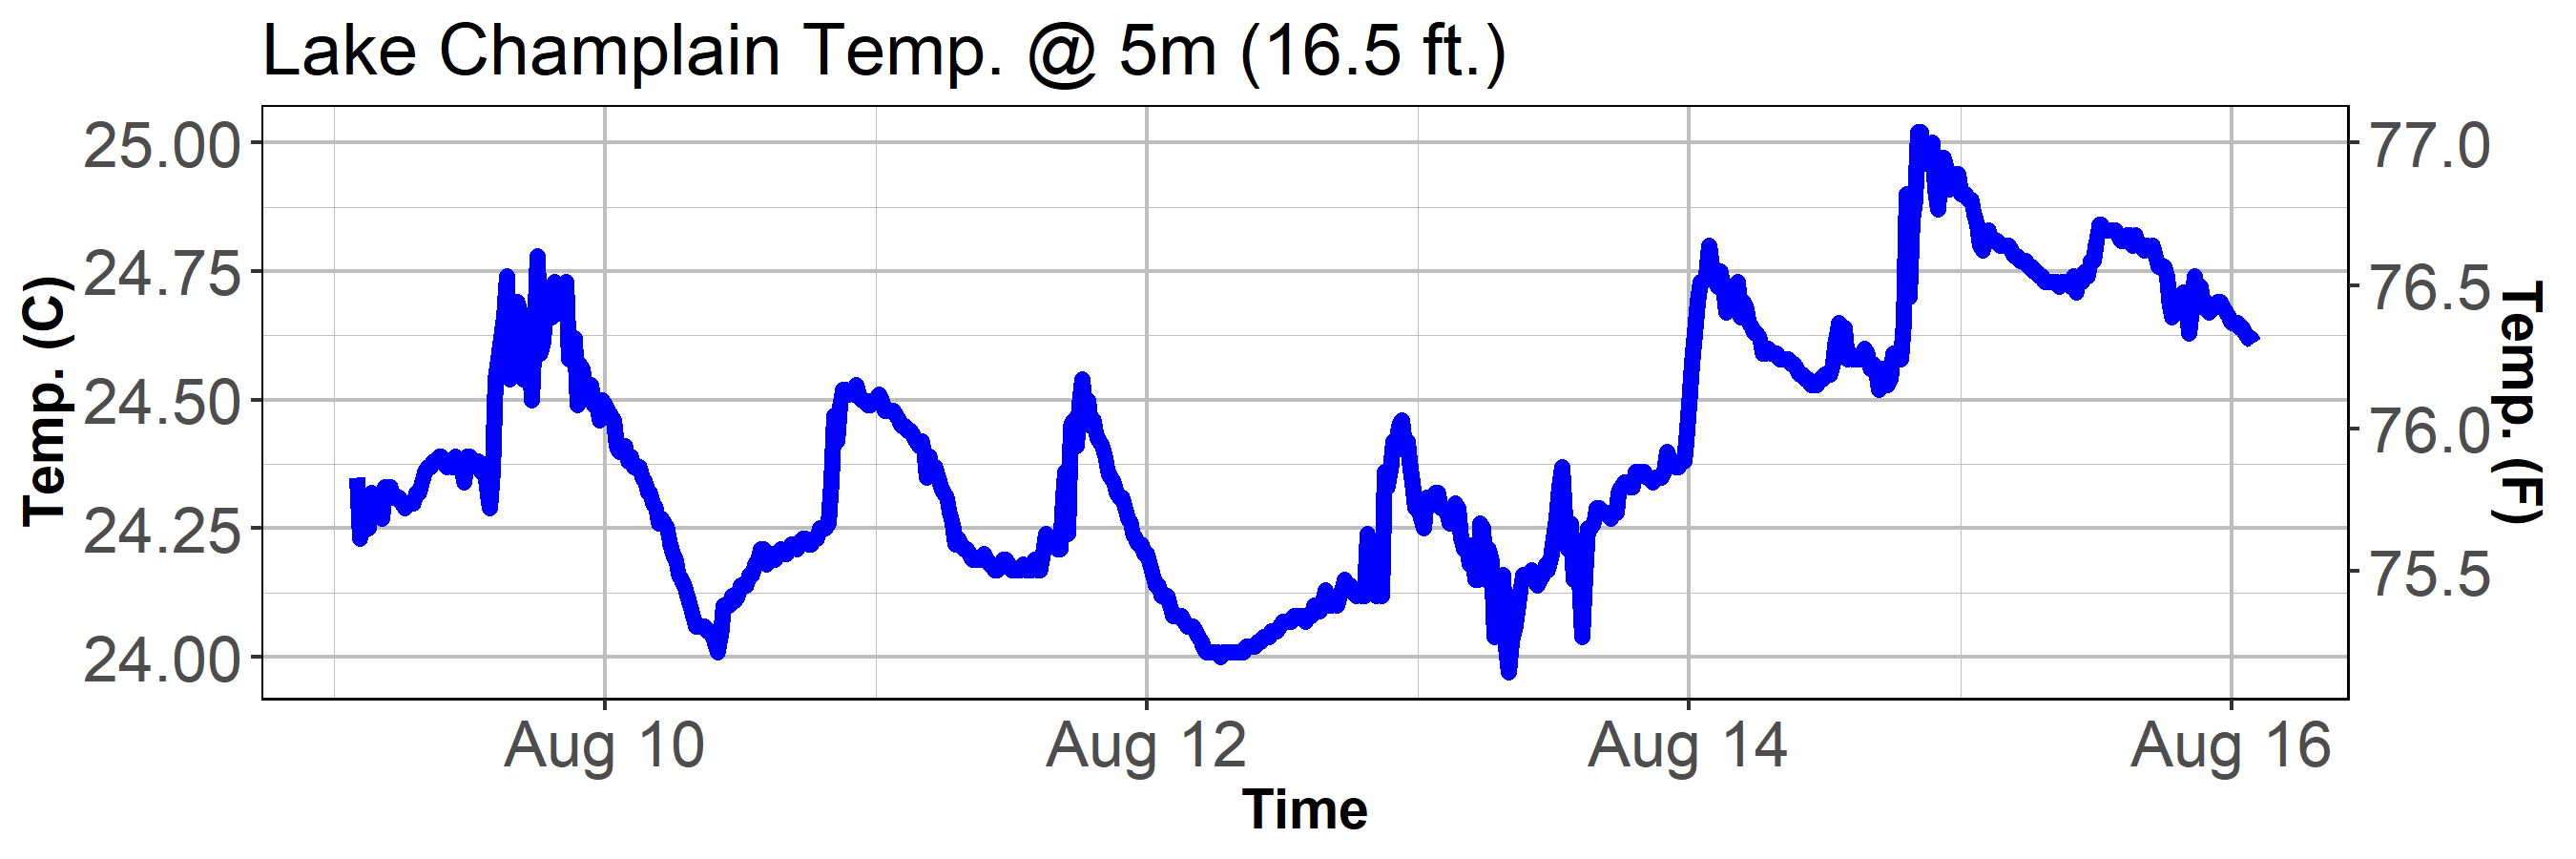 Lake Champlain Temp. @ 5m (16.5 ft.)
Temp. (C)
25.00
24.75
24.50
24.25
24.00
77.0
76.5
76.0
75.5
Temp. (F)
Aug 10
Aug 12
Aug 14
Aug 16
Time